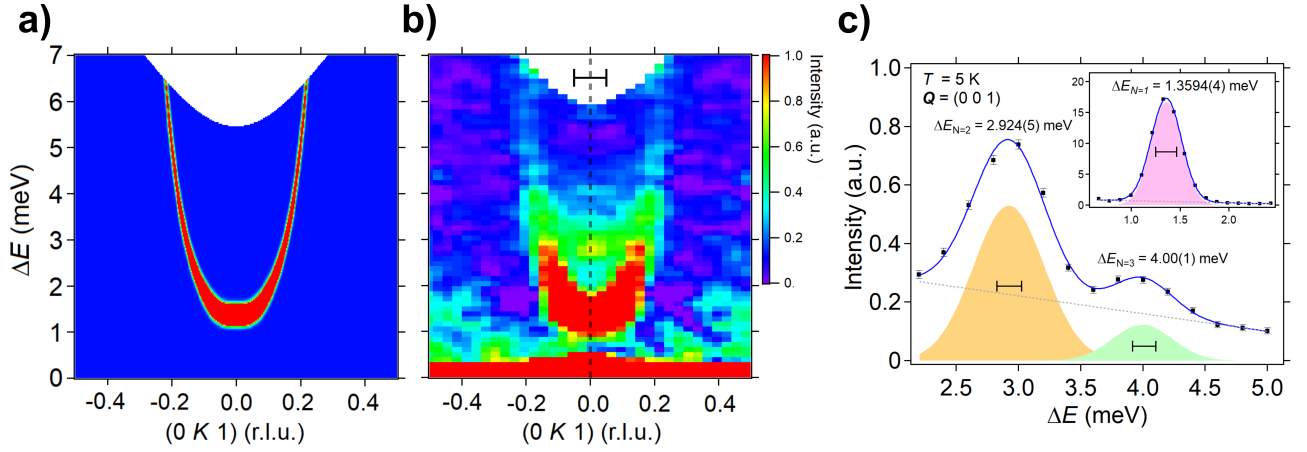 a)
7
6
5
4
3
2
1
0
ΔE (meV)
-0.4 -0.2 0.0 0.2 0.4
(0 K 1) (r.l.u.)
b)
-0.4 -0.2 0.0 0.2 0.4
(0 K 1) (r.l.u.)
1.0
0.8
0.6
0.4
0.2
0.
Intensity (a.u.)
c)
1.0
0.8
0.6
0.4
0.2
0
Intensity (a.u.)
T = 5 K
Q = (0 0 1)
ΔE_N=2 = 2.924(5) meV
ΔE_N=1 = 1.3594(4) meV
20
15
10
5
0
1.0 1.5 2.0
ΔE_N=3 = 4.00(1) meV
2.5 3.0 3.5 4.0 4.5 5.0
ΔE (meV)